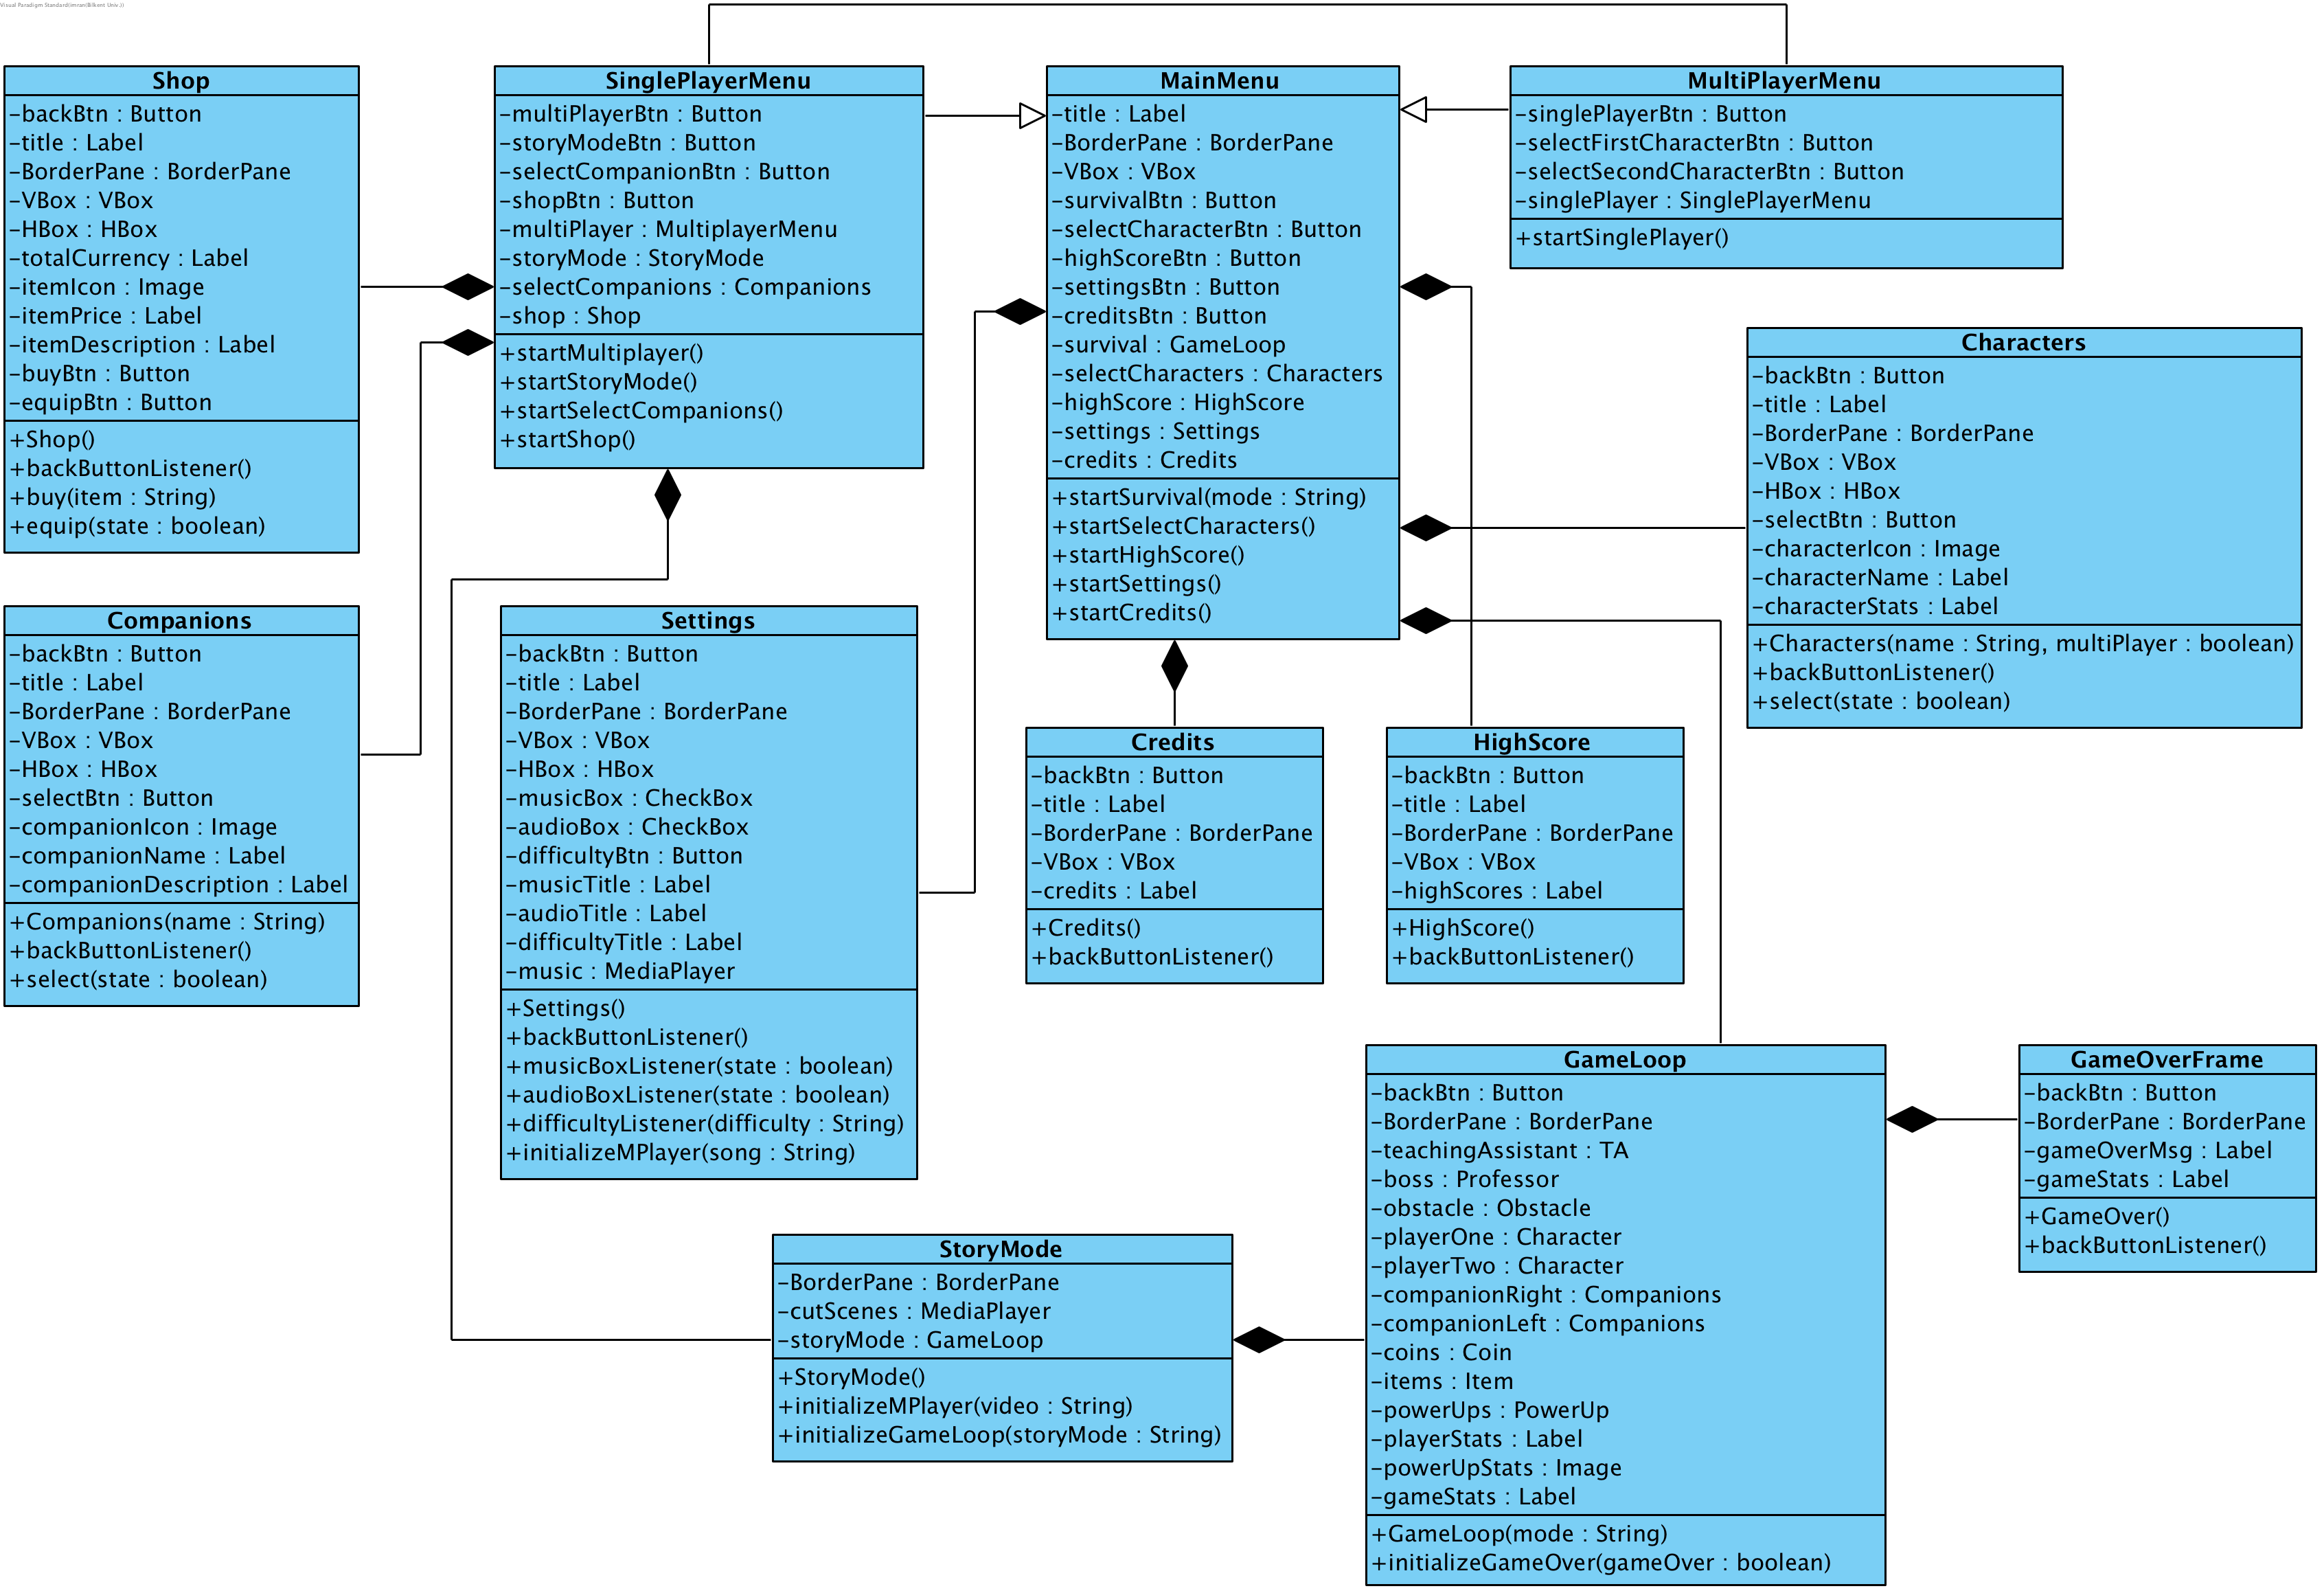 Visual Paradigm Standard(imran(Bilkent Univ.))
Shop
-backBtn : Button
-title : Label
-BorderPane : BorderPane
-VBox : VBox
-HBox : HBox
-totalCurrency : Label
-itemIcon : Image
-itemPrice : Label
-itemDescription : Label
-buyBtn : Button
-equipBtn : Button
+Shop()
+backButtonListener()
+buy(item : String)
+equip(state : boolean)
SinglePlayerMenu
-multiPlayerBtn : Button
-storyModeBtn : Button
-selectCompanionBtn : Button
-shopBtn : Button
-multiPlayer : MultiplayerMenu
-storyMode : StoryMode
-selectCompanions : Companions
-shop : Shop
+startMultiplayer()
+startStoryMode()
+startSelectCompanions()
+startShop()
MainMenu
-title : Label
-BorderPane : BorderPane
-VBox : VBox
-survivalBtn : Button
-selectCharacterBtn : Button
-highScoreBtn : Button
-settingsBtn : Button
-creditsBtn : Button
-survival : GameLoop
-selectCharacters : Characters
-highScore : HighScore
-settings : Settings
-credits : Credits
+startSurvival(mode : String)
+startSelectCharacters()
+startHighScore()
+startSettings()
+startCredits()
MultiPlayerMenu
-singlePlayerBtn : Button
-selectFirstCharacterBtn : Button
-selectSecondCharacterBtn : Button
-singlePlayer : SinglePlayerMenu
+startSinglePlayer()
Characters
-backBtn : Button
-title : Label
-BorderPane : BorderPane
-VBox : VBox
-HBox : HBox
-selectBtn : Button
-characterIcon : Image
-characterName : Label
-characterStats : Label
+Characters(name : String, multiPlayer : boolean)
+backButtonListener()
+select(state : boolean)
Companions
-backBtn : Button
-title : Label
-BorderPane : BorderPane
-VBox : VBox
-HBox : HBox
-selectBtn : Button
-companionIcon : Image
-companionName : Label
-companionDescription : Label
+Companions(name : String)
+backButtonListener()
+select(state : boolean)
Settings
-backBtn : Button
-title : Label
-BorderPane : BorderPane
-VBox : VBox
-HBox : HBox
-musicBox : CheckBox
-audioBox : CheckBox
-difficultyBtn : Button
-musicTitle : Label
-audioTitle : Label
-difficultyTitle : Label
-music : MediaPlayer
+Settings()
+backButtonListener()
+musicBoxListener(state : boolean)
+audioBoxListener(state : boolean)
+difficultyListener(difficulty : String)
+initializeMPlayer(song : String)
Credits
-backBtn : Button
-title : Label
-BorderPane : BorderPane
-VBox : VBox
-credits : Label
+Credits()
+backButtonListener()
HighScore
-backBtn : Button
-title : Label
-BorderPane : BorderPane
-VBox : VBox
-highScores : Label
+HighScore()
+backButtonListener()
GameLoop
-backBtn : Button
-BorderPane : BorderPane
-teachingAssistant : TA
-boss : Professor
-obstacle : Obstacle
-playerOne : Character
-playerTwo : Character
-companionRight : Companions
-companionLeft : Companions
-coins : Coin
-items : Item
-powerUps : PowerUp
-playerStats : Label
-powerUpStats : Image
-gameStats : Label
+GameLoop(mode : String)
+initializeGameOver(gameOver : boolean)
GameOverFrame
-backBtn : Button
-BorderPane : BorderPane
-gameOverMsg : Label
-gameStats : Label
+GameOver()
+backButtonListener()
StoryMode
-BorderPane : BorderPane
-cutScenes : MediaPlayer
-storyMode : GameLoop
+StoryMode()
+initializeMPlayer(video : String)
+initializeGameLoop(storyMode : String)